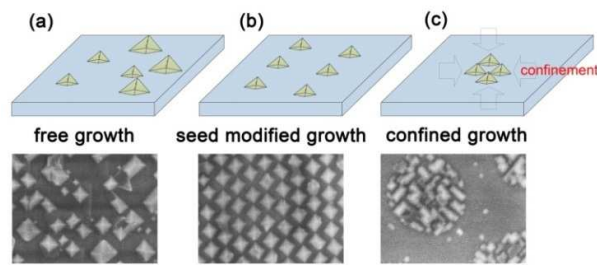 (a)
(b)
(c)
confinement
free growth
seed modified growth
confined growth